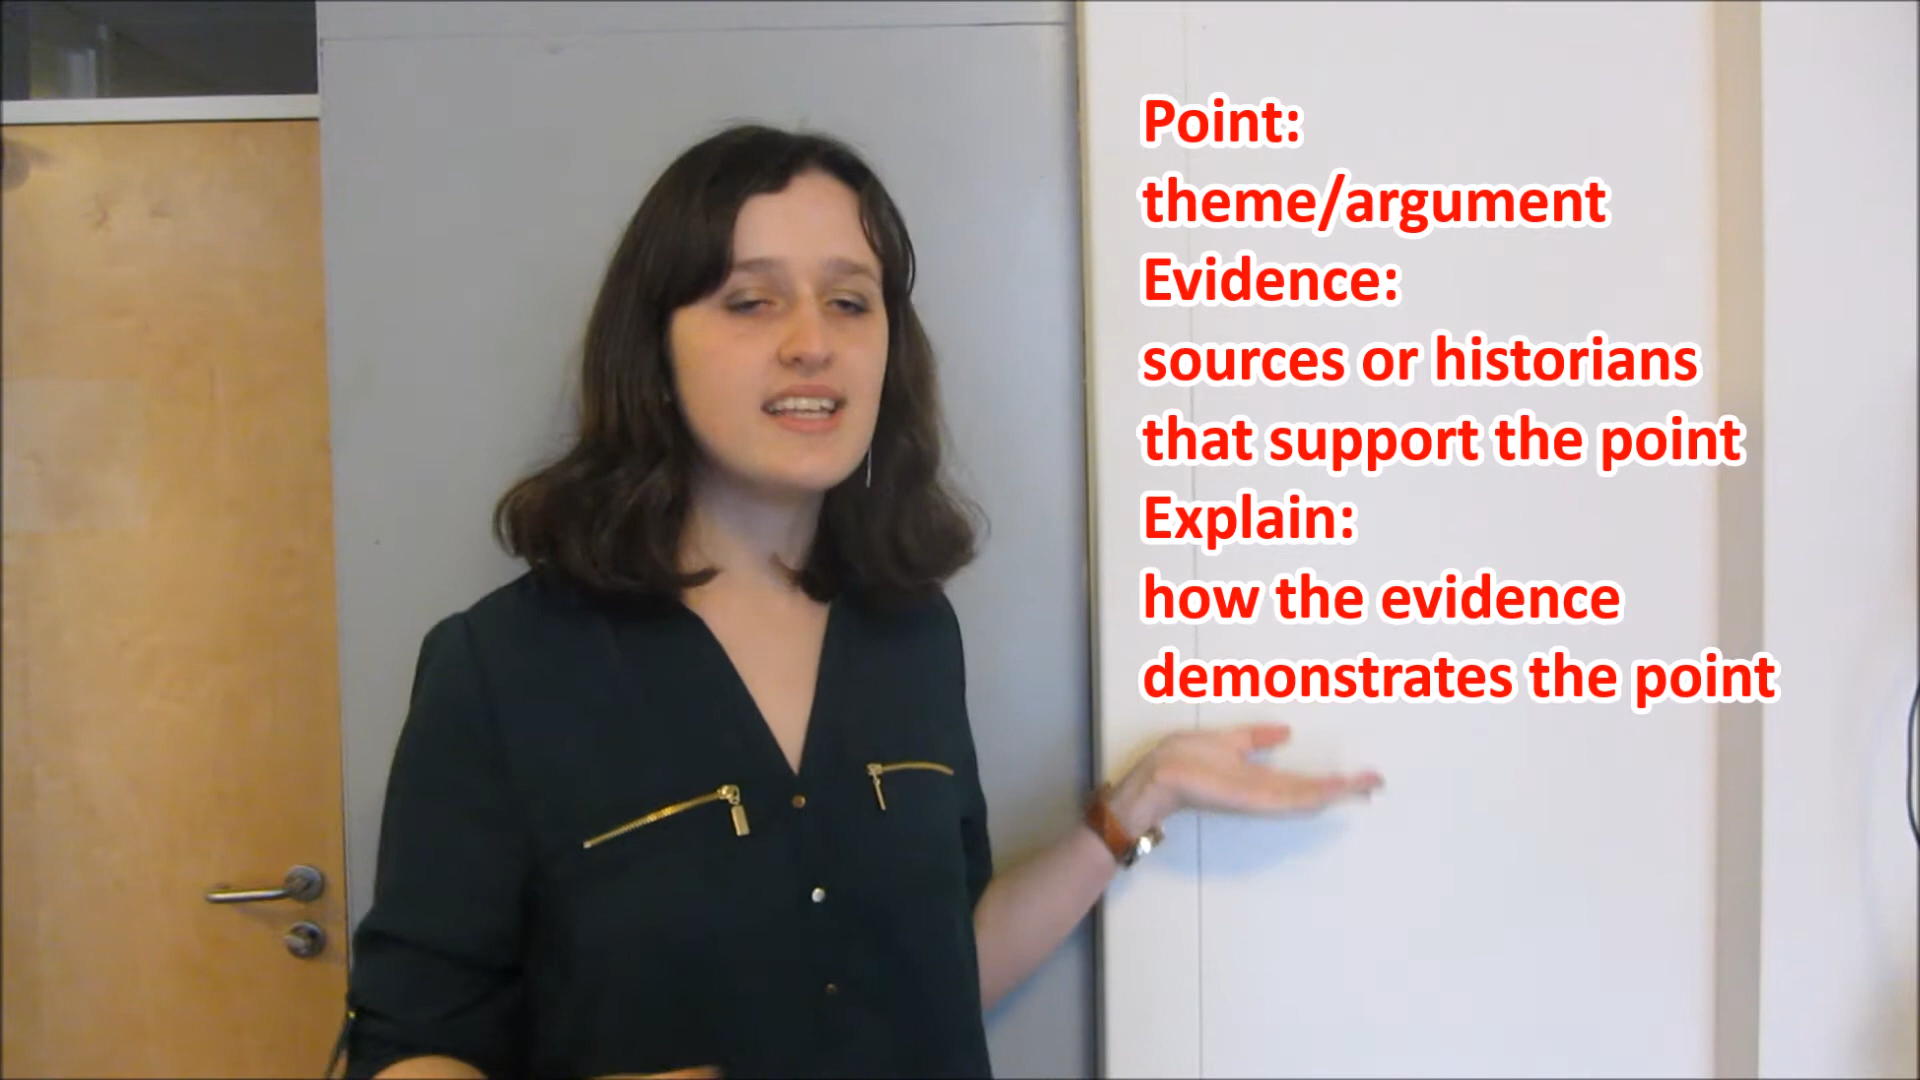 Point:
theme/argument
Evidence:
sources or historians
that support the point
Explain:
how the evidence
demonstrates the point